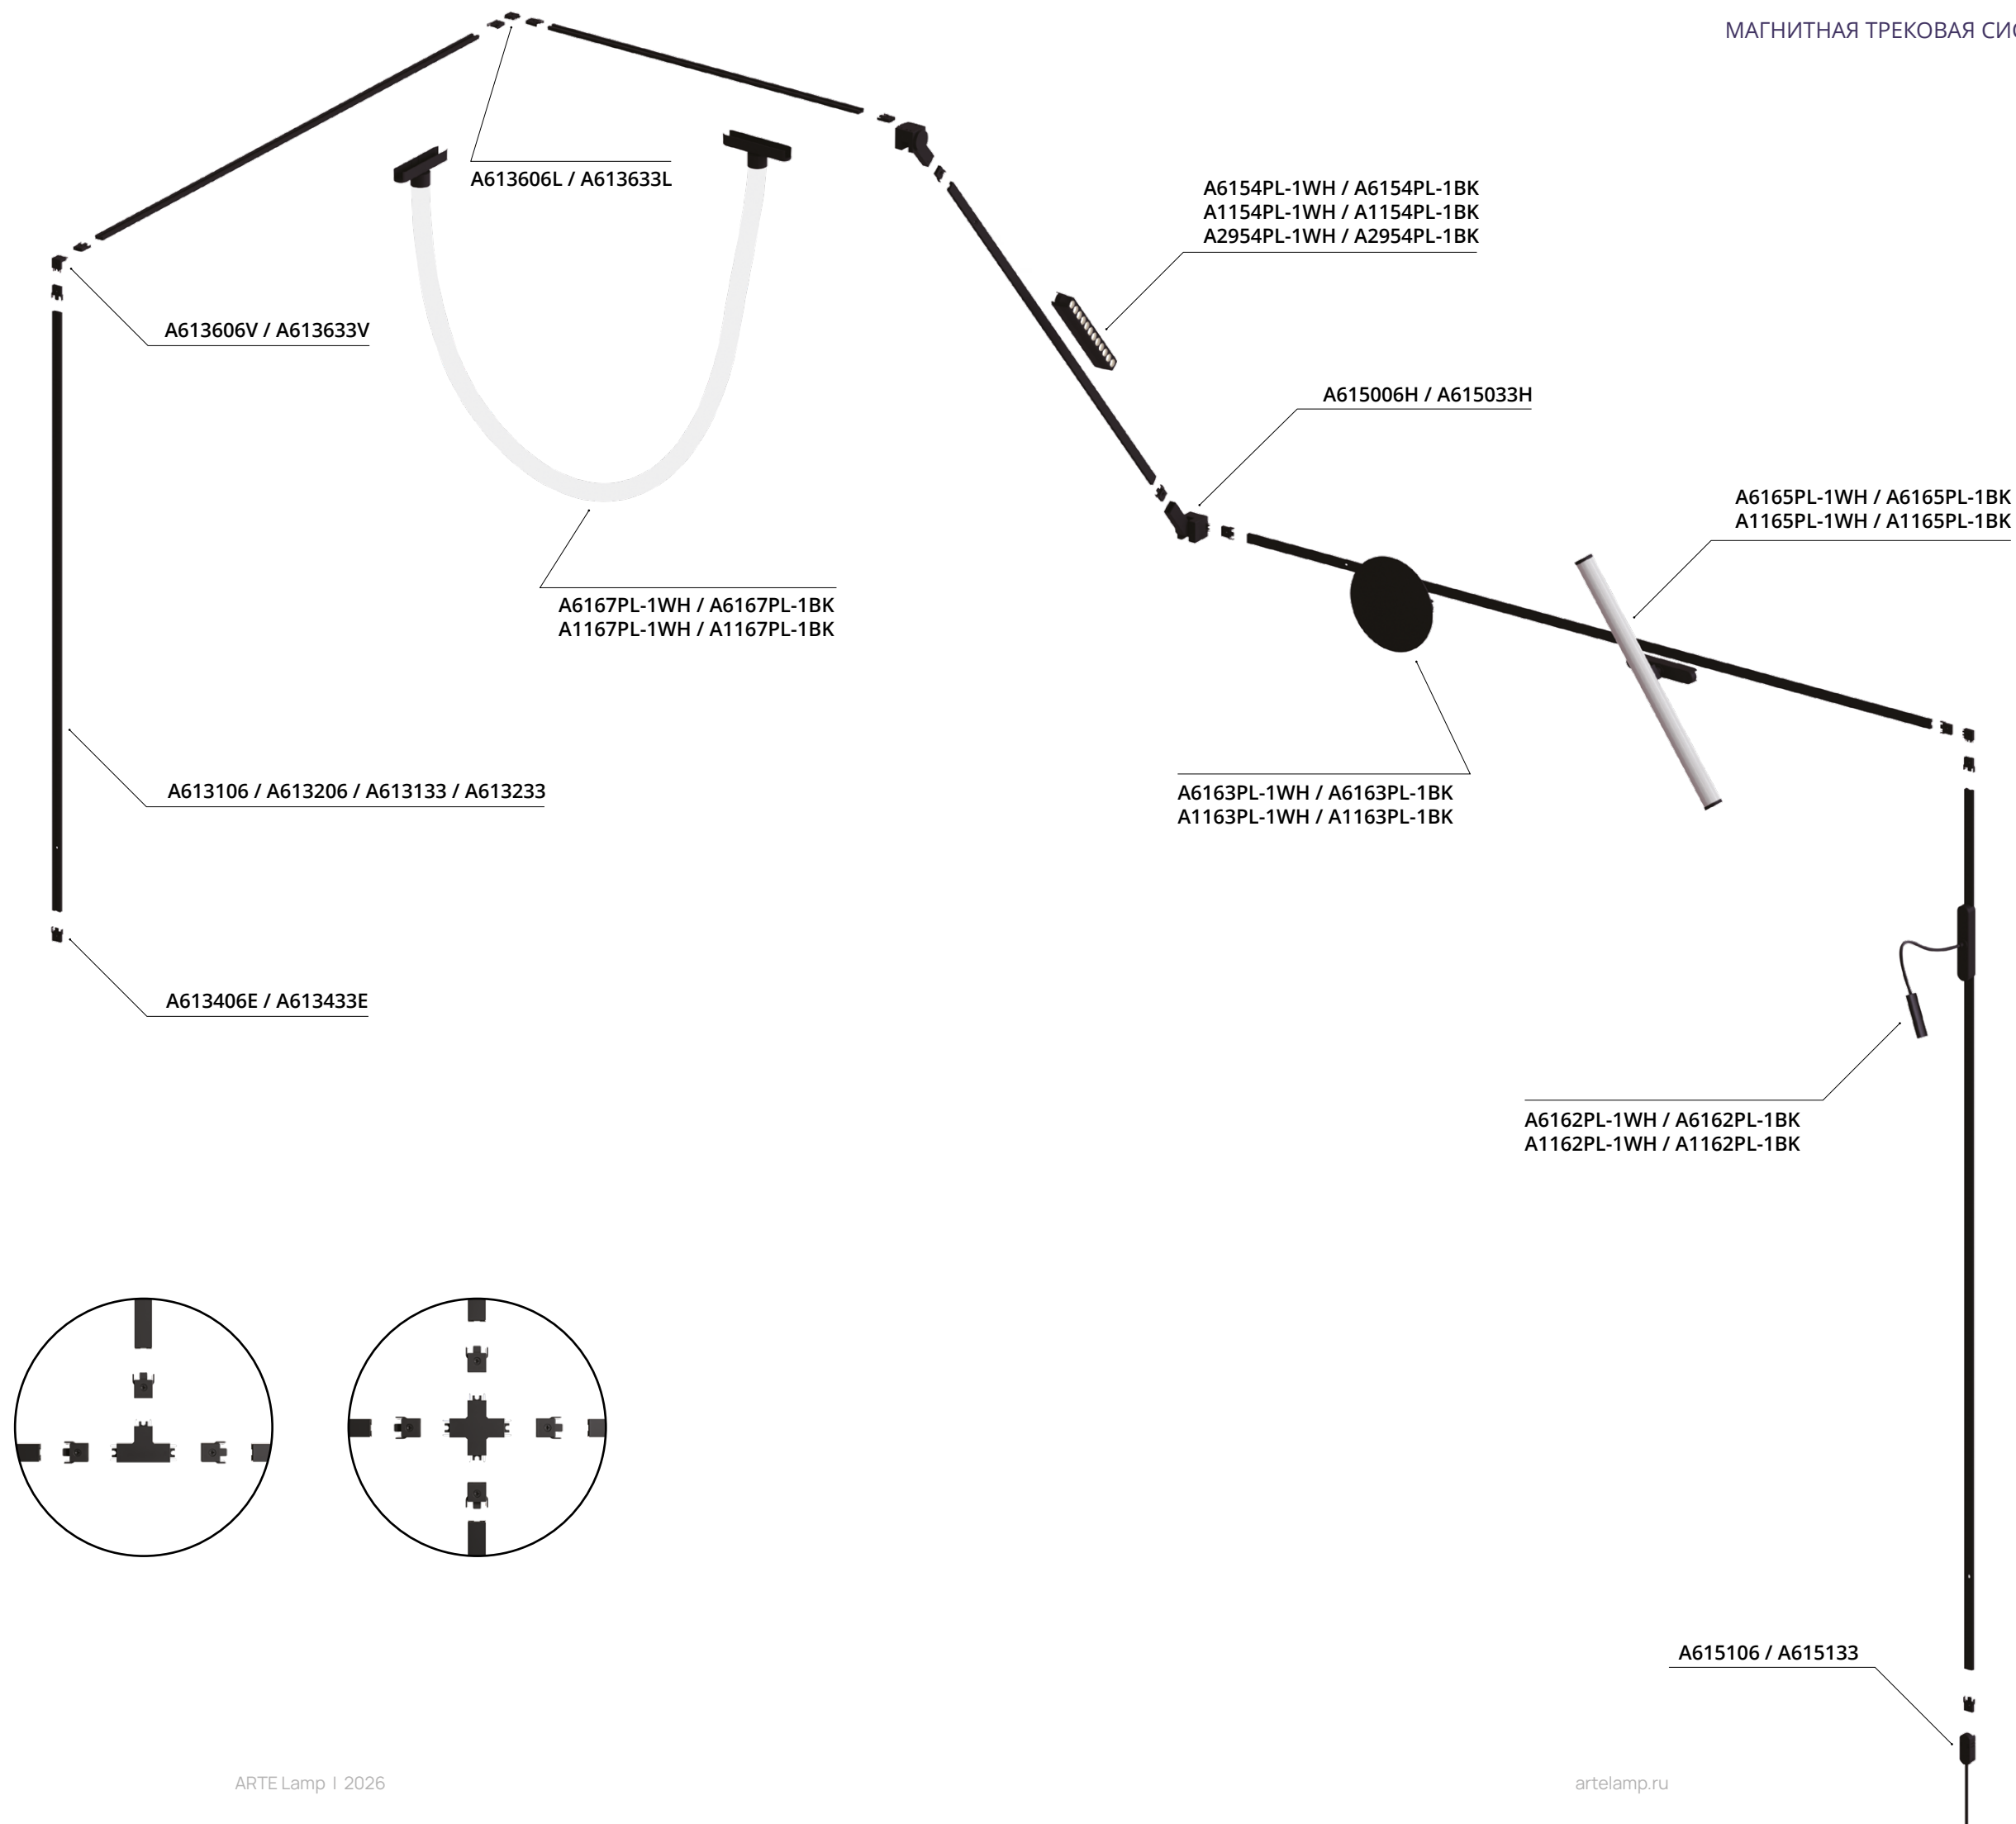 МАГНИТНАЯ ТРЕКОВАЯ
A613606L / A613633L
A6154PL-1WH / A6154PL-1BK
A1154PL-1WH / A1154PL-1BK
A2954PL-1WH / A2954PL-1BK
A613606V / A613633V
A615006H / A615033H
A6165PL-1WH / A6165PL-1BK
A1165PL-1WH / A1165PL-1BK
A6167PL-1WH / A6167PL-1BK
A1167PL-1WH / A1167PL-1BK
A613106 / A613206 / A613133 / A613233
A6163PL-1WH / A6163PL-1BK
A1163PL-1WH / A1163PL-1BK
A613406E / A613433E
A6162PL-1WH / A6162PL-1BK
A1162PL-1WH / A1162PL-1BK
A615106 / A615133
ARTE Lamp | 2026
artelamp.ru